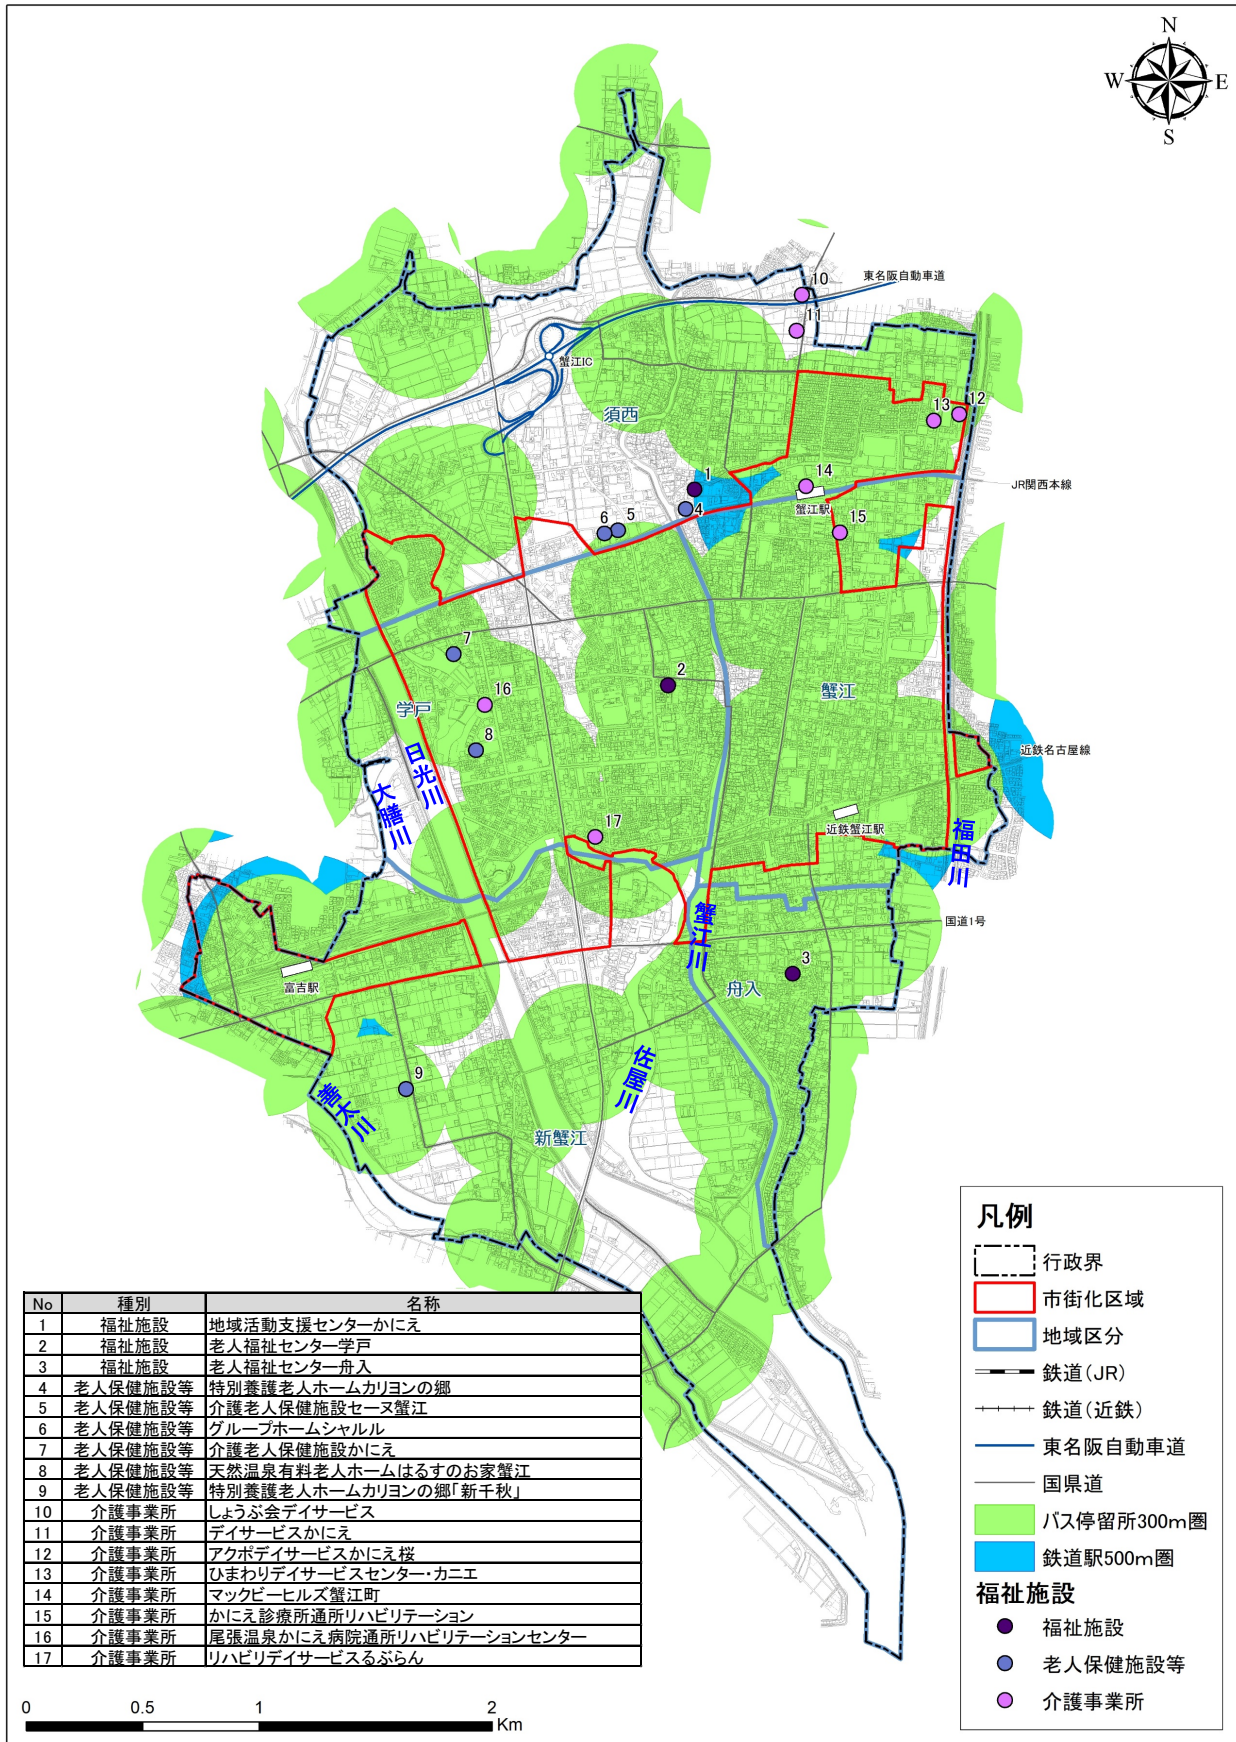 N
W
E
S
東名阪自動車道
10
11
蟹江IC
須西
13
12
1
14
JR関西本線
4
蟹江駅
6
5
15
7
2
16
蟹江
学戸
8
近鉄名古屋線
日光川
大膳川
17
近鉄蟹江駅
福田川
国道1号
蟹江川
3
富吉駅
舟入
佐屋川
9
善太川
新蟹江
凡例
行政界
市街化区域
地域区分
鉄道(JR)
鉄道(近鉄)
東名阪自動車道
国県道
バス停留所300m圏
鉄道駅500m圏
福祉施設
福祉施設
老人保健施設等
介護事業所
No 種別 名称
1 福祉施設 地域活動支援センターかにえ
2 福祉施設 老人福祉センター学戸
3 福祉施設 老人福祉センター舟入
4 老人保健施設等 特別養護老人ホームカリヨンの郷
5 老人保健施設等 介護老人保健施設セーヌ蟹江
6 老人保健施設等 グループホームシャルル
7 老人保健施設等 介護老人保健施設かにえ
8 老人保健施設等 天然温泉有料老人ホームはるすのお家蟹江
9 老人保健施設等 特別養護老人ホームカリヨンの郷「新千秋」
10 介護事業所 しょうぶ会デイサービス
11 介護事業所 デイサービスかにえ
12 介護事業所 アクポデイサービスかにえ桜
13 介護事業所 ひまわりデイサービスセンター・カニエ
14 介護事業所 マックビーヒルズ蟹江町
15 介護事業所 かにえ診療所通所リハビリテーション
16 介護事業所 尾張温泉かにえ病院通所リハビリテーションセンター
17 介護事業所 リハビリデイサービスるぶらん
0 0.5 1 2
Km